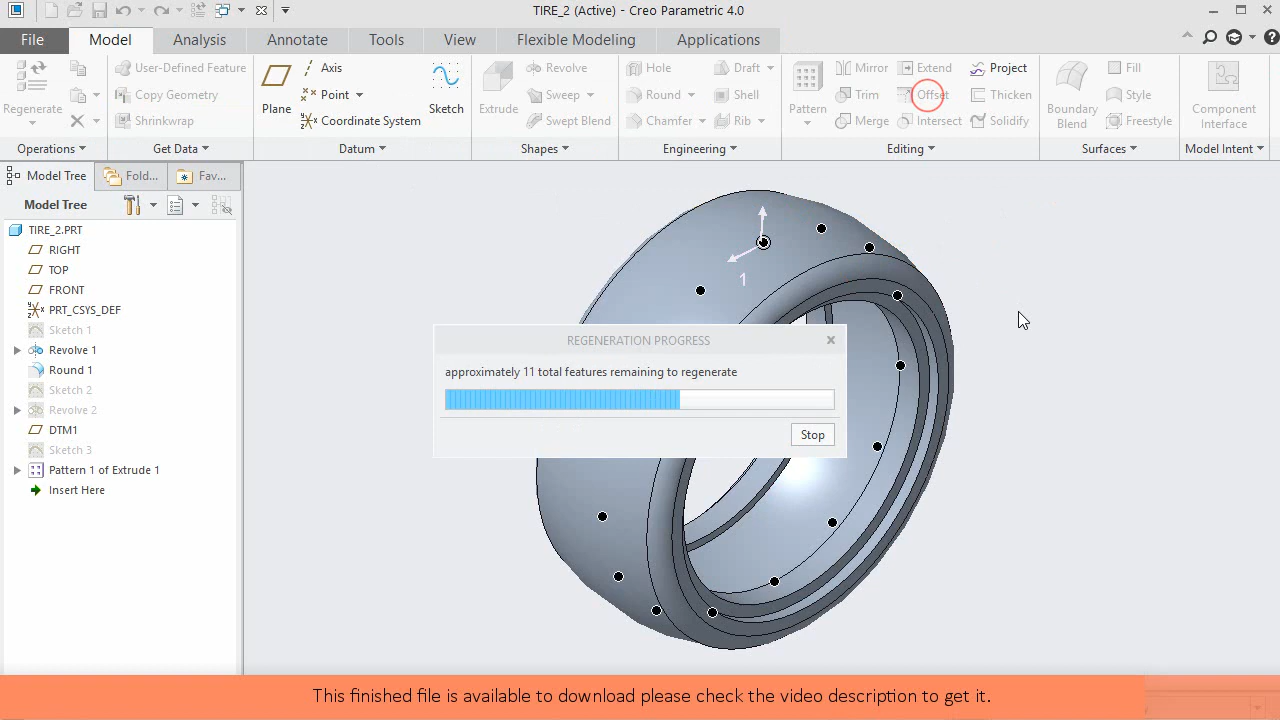 TIRE_2 (Active) - Creo Parametric 4.0
File Model Analysis Annotate Tools View Flexible Modeling Applications
Regenerate
User-Defined Feature
Copy Geometry
Shrinkwrap
Plane
Axis
Point
Coordinate System
Sketch
Extrude
Revolve
Sweep
Swept Blend
Hole
Round
Chamfer
Draft
Shell
Rib
Pattern
Mirror
Trim
Merge
Extend
Offset
Intersect
Project
Thicken
Solidify
Boundary
Blend
Fill
Style
Freestyle
Component
Interface
Operations Get Data Datum Shapes Engineering Editing Surfaces Model Intent
Model Tree Fold... Fav...
Model Tree
TIRE_2.PRT
RIGHT
TOP
FRONT
PRT_CSYS_DEF
Sketch 1
Revolve 1
Round 1
Sketch 2
Revolve 2
DTM1
Sketch 3
Pattern 1 of Extrude 1
Insert Here
1
REGENERATION PROGRESS
approximately 11 total features remaining to regenerate
Stop
This finished file is available to download please check the video description to get it.